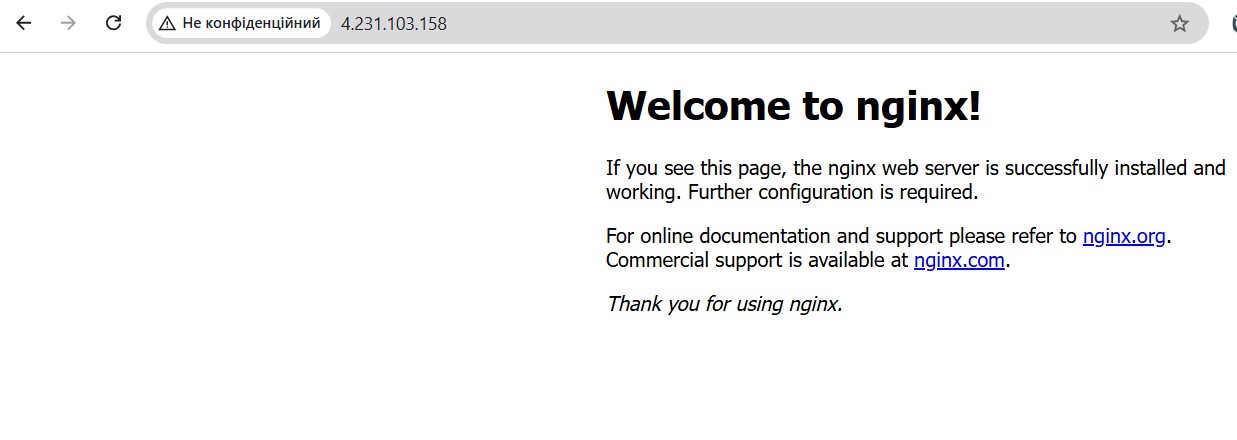 Не конфіденційний
4.231.103.158
Welcome to nginx!
If you see this page, the nginx web server is successfully installed and
working. Further configuration is required.
For online documentation and support please refer to nginx.org.
Commercial support is available at nginx.com.
Thank you for using nginx.